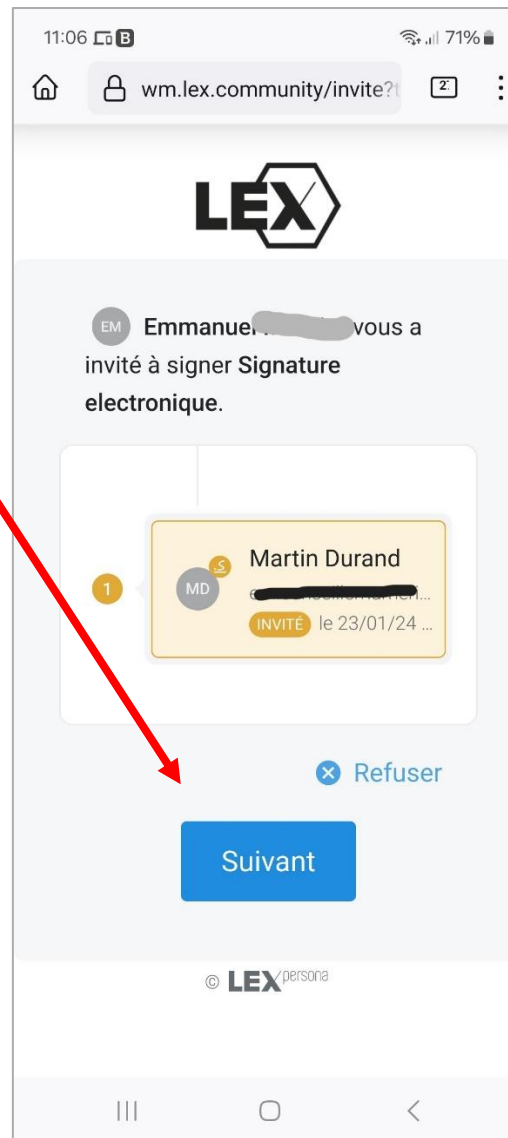 11:06 B 71%
wm.lex.community/invite? 2
LEX
EM Emmanuel vous a
invité à signer Signature
electronique.
1
MD
Martin Durand
INVITÉ le 23/01/24 ...
Refuser
Suivant
© LEX persona